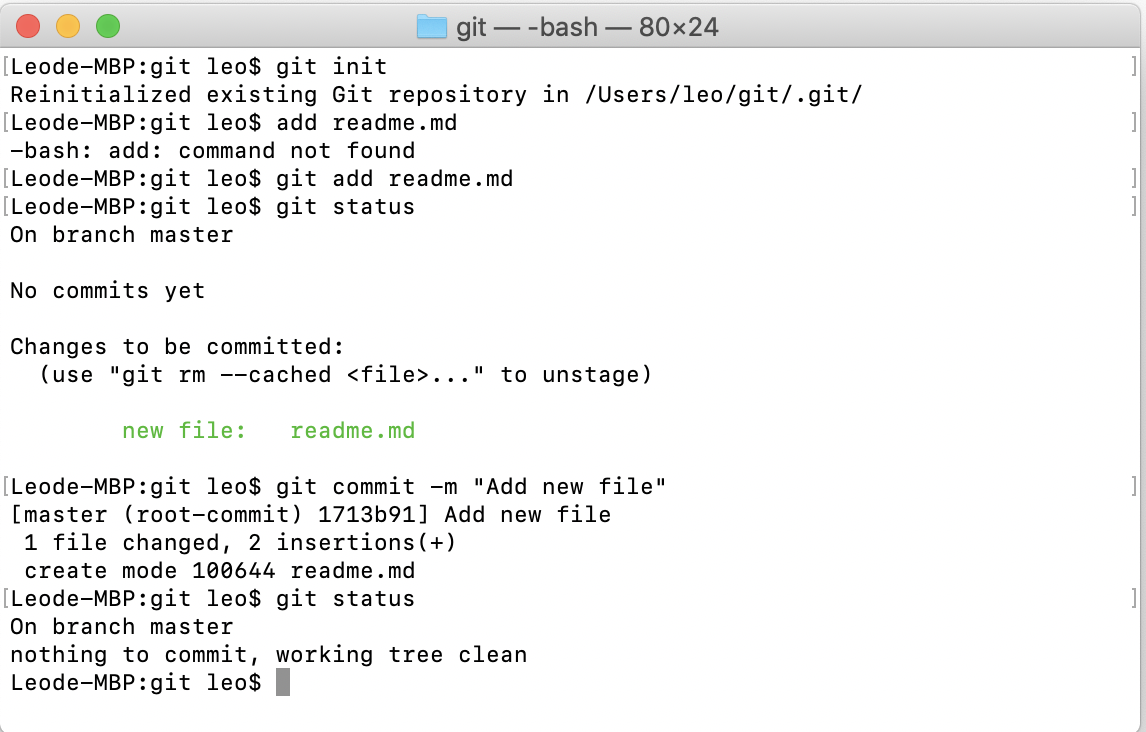 git — -bash — 80×24
[Leode-MBP:git leo$ git init ]
Reinitialized existing Git repository in /Users/leo/git/.git/
[Leode-MBP:git leo$ add readme.md ]
-bash: add: command not found
[Leode-MBP:git leo$ git add readme.md ]
[Leode-MBP:git leo$ git status ]
On branch master
No commits yet
Changes to be committed:
  (use "git rm --cached <file>..." to unstage)
        new file:   readme.md
[Leode-MBP:git leo$ git commit -m "Add new file" ]
[master (root-commit) 1713b91] Add new file
 1 file changed, 2 insertions(+)
 create mode 100644 readme.md
[Leode-MBP:git leo$ git status ]
On branch master
nothing to commit, working tree clean
Leode-MBP:git leo$